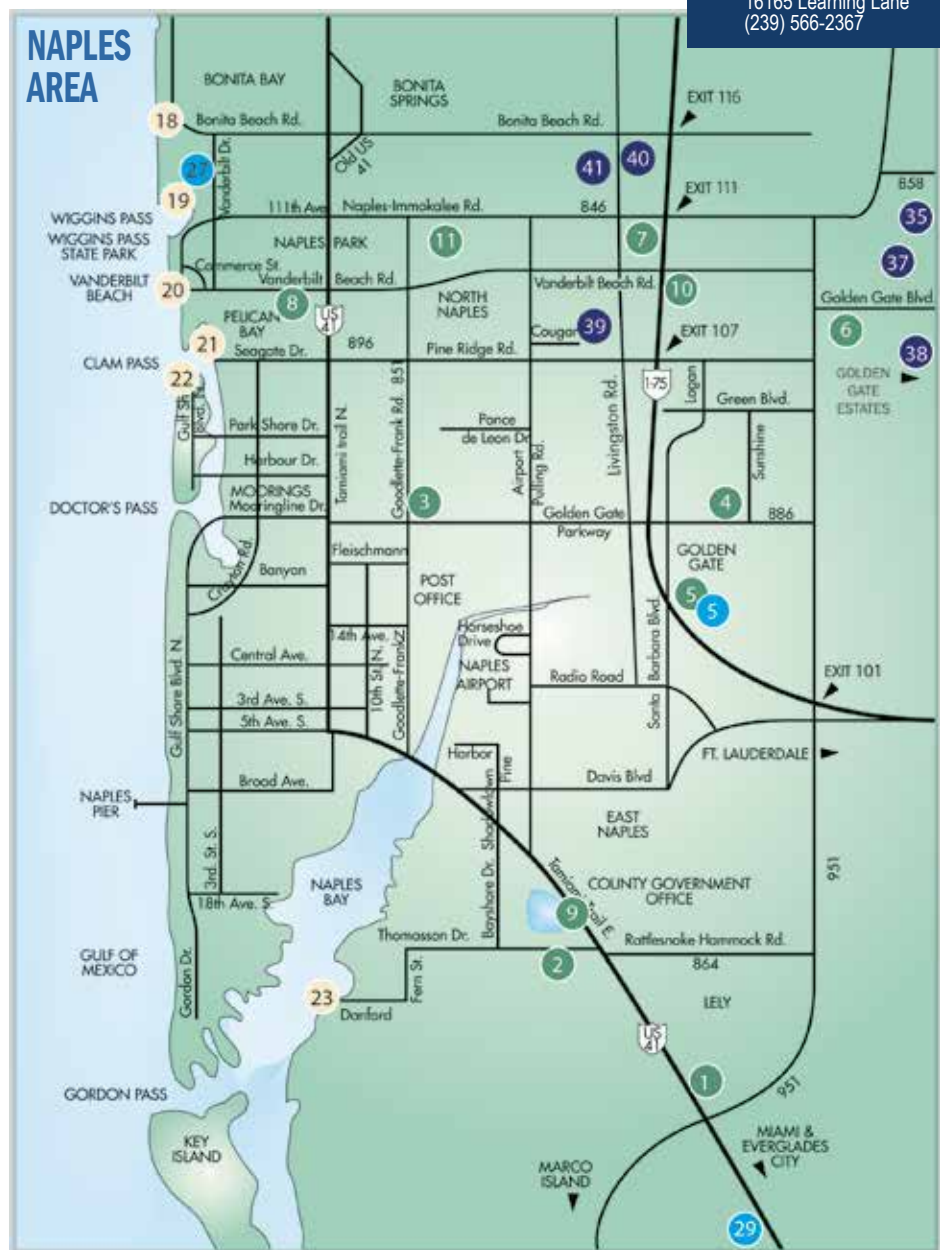 16165 Learning Lane
(239) 566-2367
NAPLES
AREA
BONITA BAY
BONITA
SPRINGS
EXIT 116
18
Bonita Beach Rd.
Bonita Beach Rd.
Old US
41
Vanderbilt Dr.
27
41
40
19
EXIT 111
858
35
WIGGINS PASS
111th Ave
Naples-Immokalee Rd.
846
WIGGINS PASS
STATE PARK
NAPLES PARK
11
7
37
Commerce St.
VANDERBILT
BEACH
20
Vanderbilt Beach Rd.
8
Vanderbilt Beach Rd.
10
Golden Gate Blvd.
NORTH
NAPLES
PELICAN
BAY
US
41
Cougar
39
6
21
896
EXIT 107
38
Seagate Dr.
Pine Ridge Rd.
CLAM PASS
22
851
I-75
Logan
GOLDEN
GATE
ESTATES
Green Blvd.
Gulf Sh
Blvd. N.
Park Shore Dr.
Tamiami trail N.
Goodlette-Frank Rd.
Ponce
de Leon Dr
Airport
Pulling Rd.
Livingston Rd.
Sunshine
Harbour Dr.
MOORINGS
Mooringline Dr.
3
4
DOCTOR'S PASS
Golden Gate
Parkway
886
Fleischmann
GOLDEN
GATE
Crayton Rd.
Banyan
POST
OFFICE
5
5
14th Ave.
Horseshoe
Drive
Gulf Shore Blvd. N.
Central Ave.
10th St. N.
Goodlette-Frank
NAPLES
AIRPORT
Radio Road
Santa Barbara Blvd.
EXIT 101
3rd Ave. S.
5th Ave. S.
Harbor
Pine
FT. LAUDERDALE
Broad Ave.
Davis Blvd
NAPLES
PIER
Shadowlawn
EAST
NAPLES
951
3rd. St. S.
NAPLES
BAY
Bayshore Dr.
Tamiami Trail E.
COUNTY GOVERNMENT
OFFICE
18th Ave. S
9
Thomasson Dr.
Rattlesnake Hammock Rd.
GULF OF
MEXICO
2
864
Gordon Dr.
Fern St.
23
Danford
LELY
US
41
GORDON PASS
1
951
KEY
ISLAND
MIAMI &
EVERGLADES
CITY
MARCO
ISLAND
29